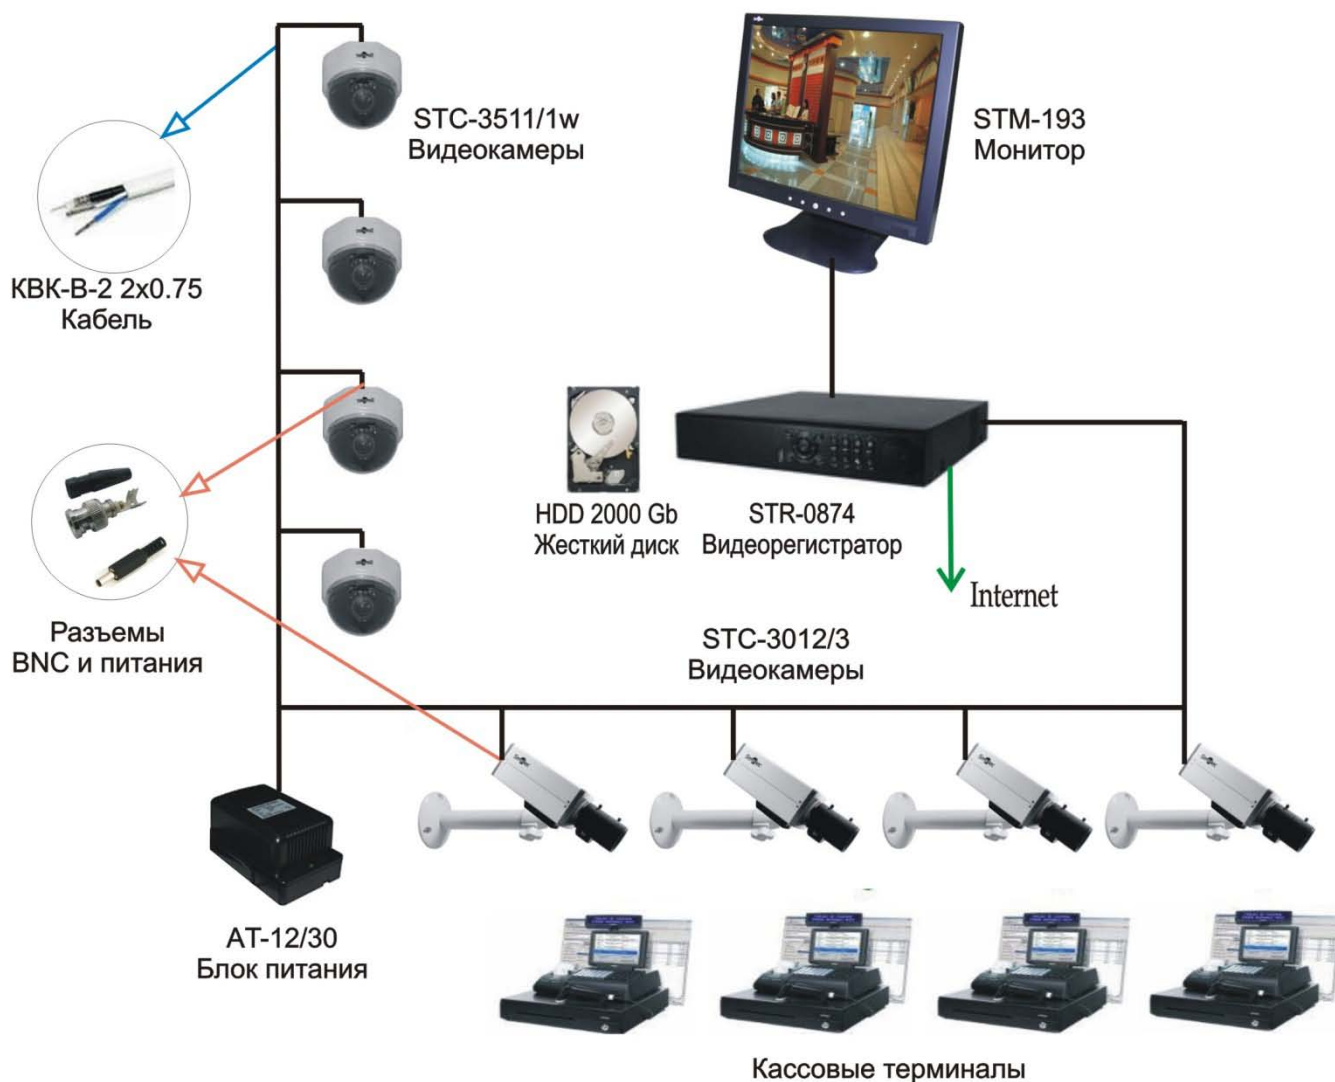 STC-3511/1w
Видеокамеры
STM-193
Монитор
КВК-В-2 2x0.75
Кабель
HDD 2000 Gb
Жесткий диск
STR-0874
Видеорегистратор
Internet
Разъемы
BNC и питания
STC-3012/3
Видеокамеры
AT-12/30
Блок питания
Кассовые терминалы